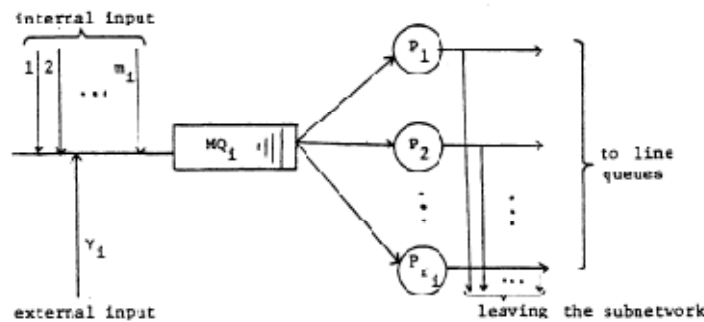 internal input
1 2 ... m_i
MQ_i
P_1
P_2
P_{K_i}
to line
queues
γ_i
external input
leaving the subnetwork